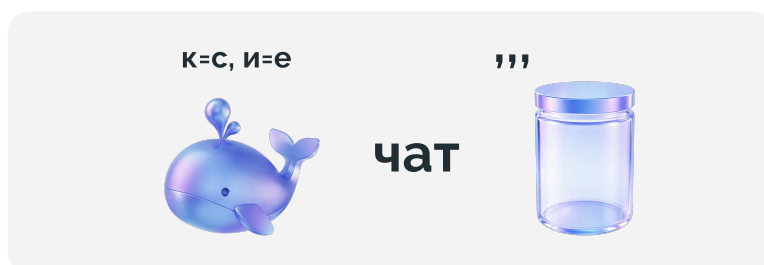 к=с, и=е
,,,
чат